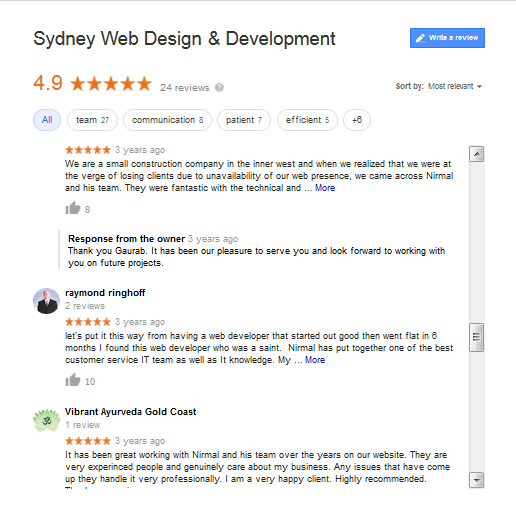 Sydney Web Design & Development
Write a review
4.9 24 reviews
Sort by: Most relevant
All team 27 communication 8 patient 7 efficient 5 +6
3 years ago
We are a small construction company in the inner west and when we realized that we were at
the verge of losing clients due to unavailability of our web presence, we came across Nirmal
and his team. They were fantastic with the technical and ... More
8
Response from the owner 3 years ago
Thank you Gaurab. It has been our pleasure to serve you and look forward to working with
you on future projects.
raymond ringhoff
2 reviews
3 years ago
let's put it this way from having a web developer that started out good then went flat in 6
months I found this web developer who was a saint. Nirmal has put together one of the best
customer service IT team as well as It knowledge. My ... More
10
Vibrant Ayurveda Gold Coast
1 review
3 years ago
It has been great working with Nirmal and his team over the years on our website. They are
very experinced people and genuinely care about my business. Any issues that have come
up they handle it very professionally. I am a very happy client. Highly recommended.